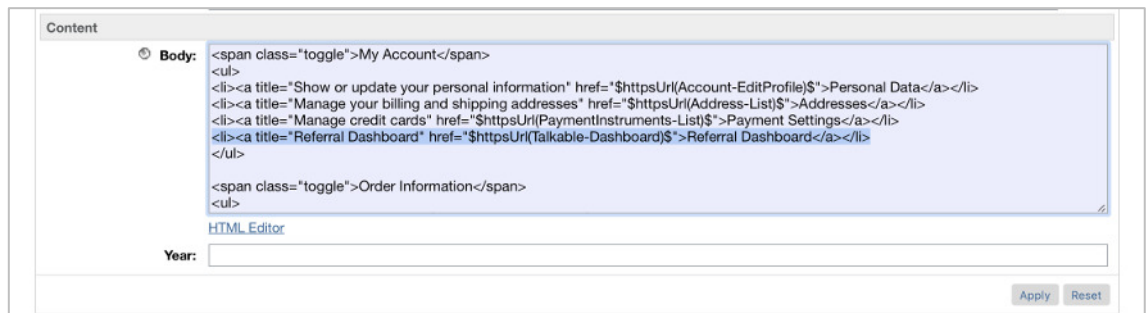 Content
Body:
<span class="toggle">My Account</span>
<ul>
<li><a title="Show or update your personal information" href="$httpsUrl(Account-EditProfile)$">Personal Data</a></li>
<li><a title="Manage your billing and shipping addresses" href="$httpsUrl(Address-List)$">Addresses</a></li>
<li><a title="Manage credit cards" href="$httpsUrl(PaymentInstruments-List)$">Payment Settings</a></li>
<li><a title="Referral Dashboard" href="$httpsUrl(Talkable-Dashboard)$">Referral Dashboard</a></li>
</ul>
<span class="toggle">Order Information</span>
<ul>
HTML Editor
Year:
Apply Reset